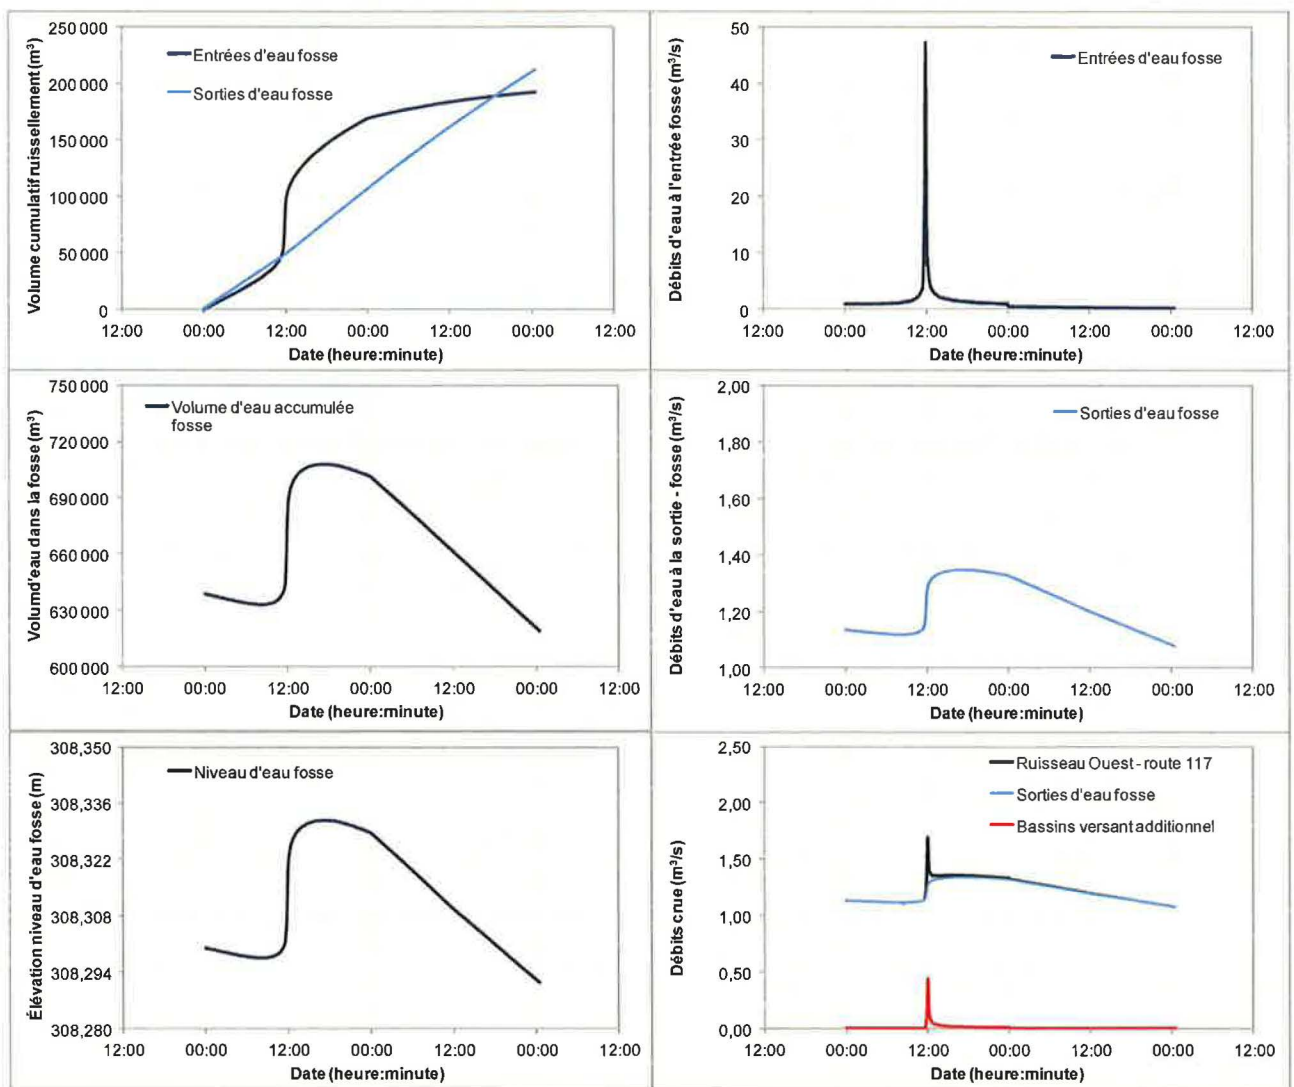 250 000
200 000
150 000
100 000
50 000
0
Volume cumulatif ruissellement (m³)
Entrées d'eau fosse
Sorties d'eau fosse
12:00 00:00 12:00 00:00 12:00 00:00 12:00
Date (heure:minute)
50
40
30
20
10
0
Débits d'eau à l'entrée fosse (m³/s)
Entrées d'eau fosse
12:00 00:00 12:00 00:00 12:00 00:00 12:00
Date (heure:minute)
750 000
720 000
690 000
660 000
630 000
600 000
Volumd'eau dans la fosse (m³)
Volume d'eau accumulée
fosse
12:00 00:00 12:00 00:00 12:00 00:00 12:00
Date (heure:minute)
2,00
1,80
1,60
1,40
1,20
1,00
Débits d'eau à la sortie - fosse (m³/s)
Sorties d'eau fosse
12:00 00:00 12:00 00:00 12:00 00:00 12:00
Date (heure:minute)
308,350
308,336
308,322
308,308
308,294
308,280
Élévation niveau d'eau fosse (m)
Niveau d'eau fosse
12:00 00:00 12:00 00:00 12:00 00:00 12:00
Date (heure:minute)
2,50
2,00
1,50
1,00
0,50
0,00
Débits crue (m³/s)
Ruisseau Ouest - route 117
Sorties d'eau fosse
Bassins versant additionnel
12:00 00:00 12:00 00:00 12:00 00:00 12:00
Date (heure:minute)